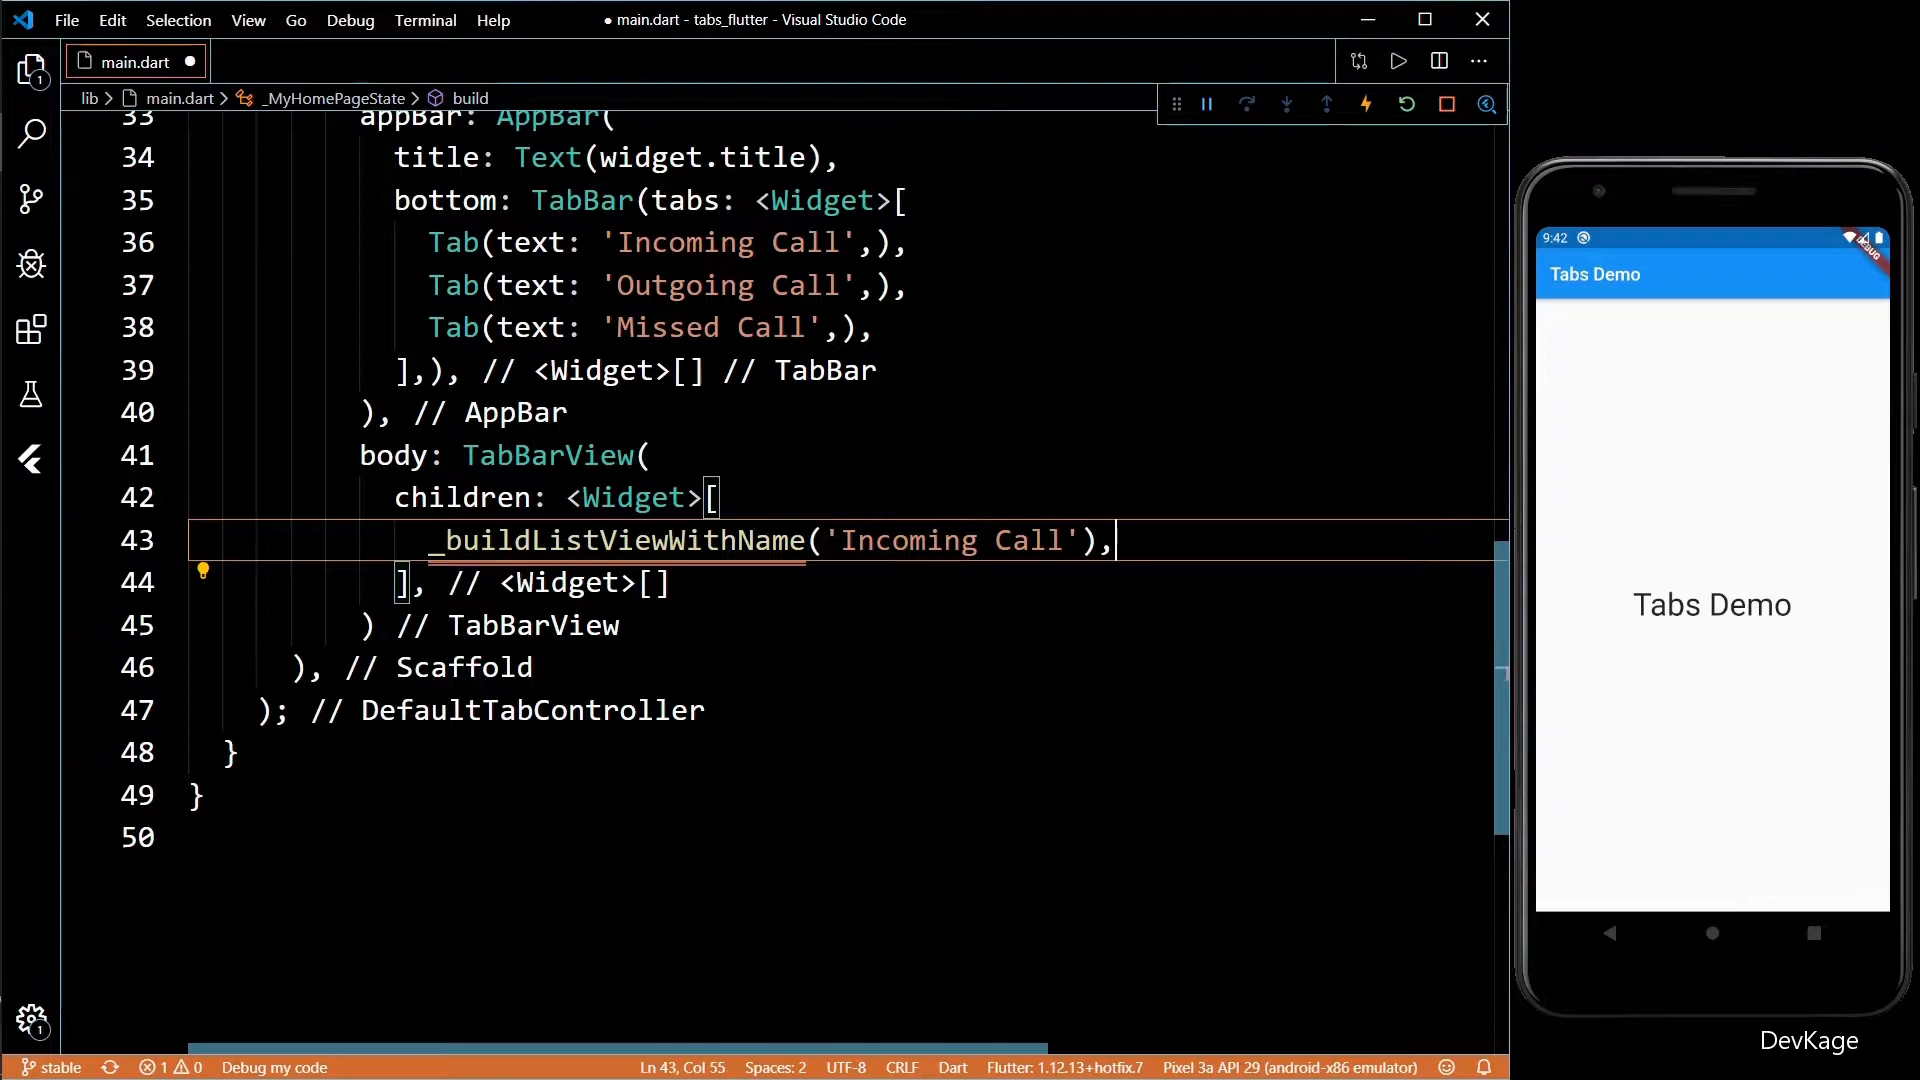 File Edit Selection View Go Debug Terminal Help
● main.dart - tabs_flutter - Visual Studio Code
main.dart ●
lib > main.dart > _MyHomePageState > build
33 appBar: AppBar(
34 title: Text(widget.title),
35 bottom: TabBar(tabs: <Widget>[
36 Tab(text: 'Incoming Call',),
37 Tab(text: 'Outgoing Call',),
38 Tab(text: 'Missed Call',),
39 ],), // <Widget>[] // TabBar
40 ), // AppBar
41 body: TabBarView(
42 children: <Widget>[
43 _buildListViewWithName('Incoming Call'),
44 ], // <Widget>[]
45 ) // TabBarView
46 ), // Scaffold
47 ); // DefaultTabController
48 }
49 }
50
1
1
stable 1 0 Debug my code Ln 43, Col 55 Spaces: 2 UTF-8 CRLF Dart Flutter: 1.12.13+hotfix.7 Pixel 3a API 29 (android-x86 emulator)
9:42
DEBUG
Tabs Demo
Tabs Demo
DevKage